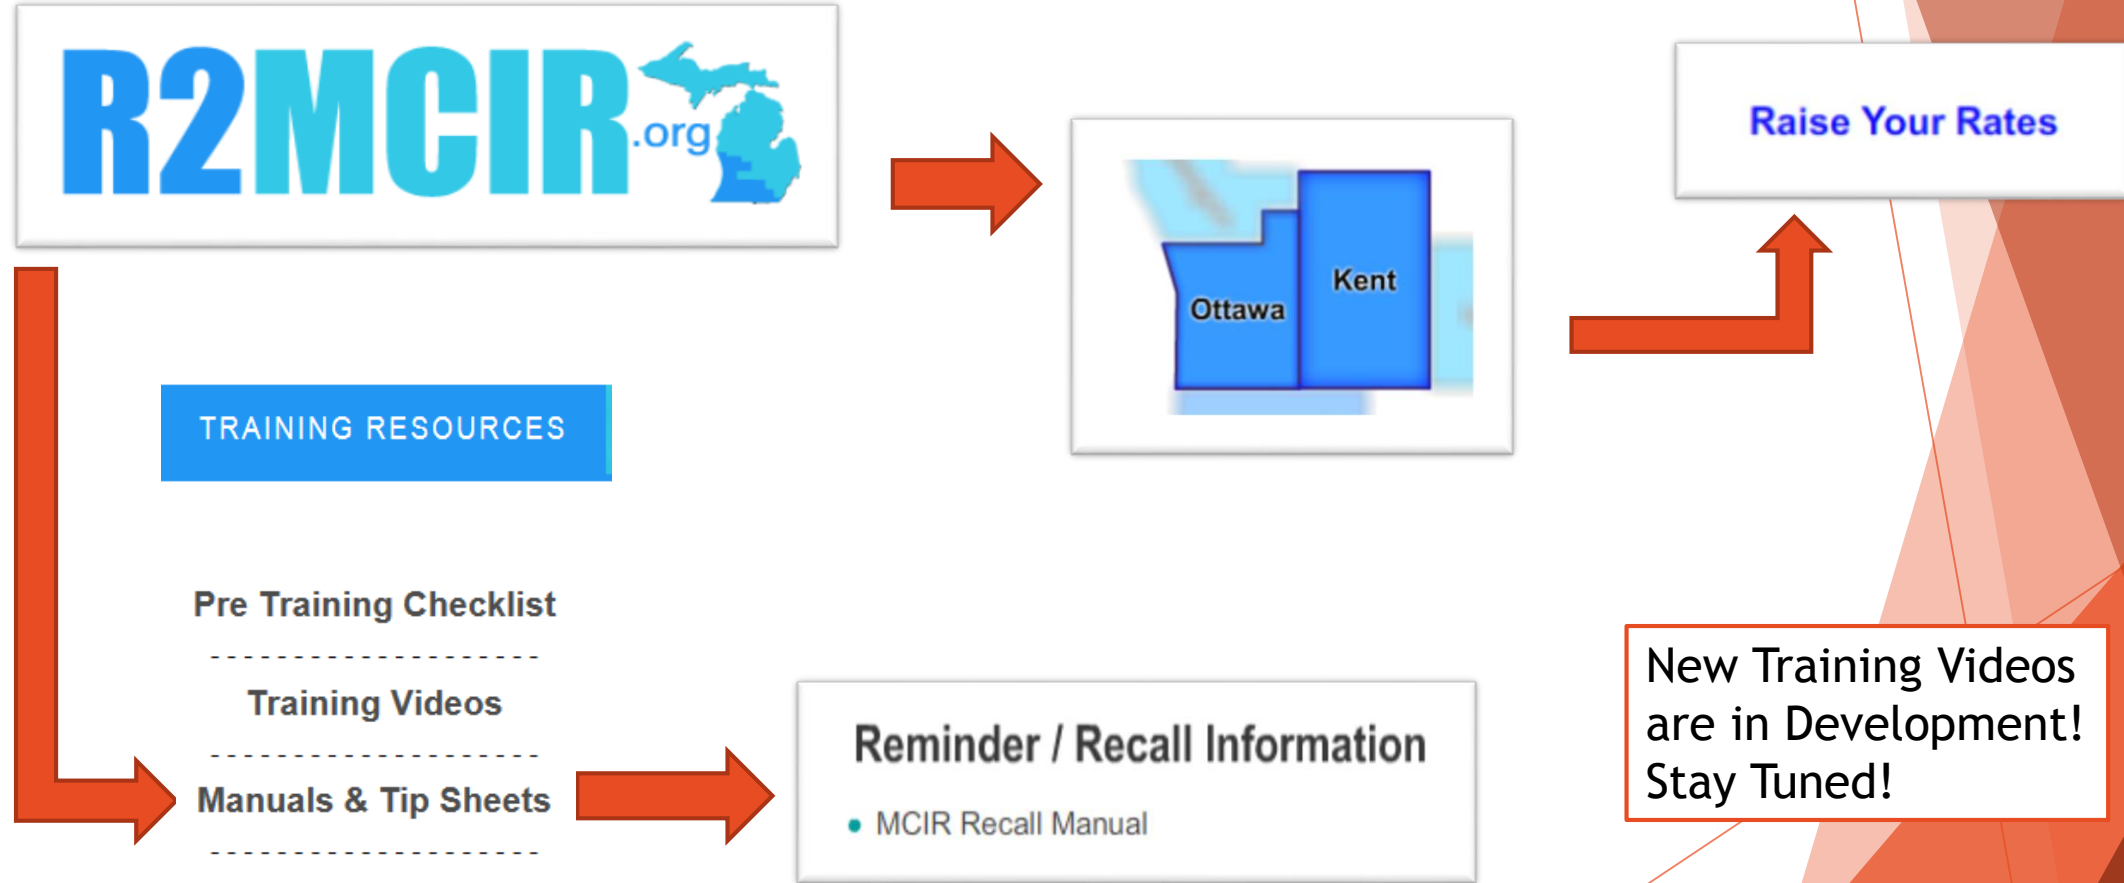 R2MCIR.org
Raise Your Rates
Kent
Ottawa
TRAINING RESOURCES
Pre Training Checklist
--------------------
Training Videos
--------------------
Manuals & Tip Sheets
--------------------
Reminder / Recall Information
• MCIR Recall Manual
New Training Videos
are in Development!
Stay Tuned!